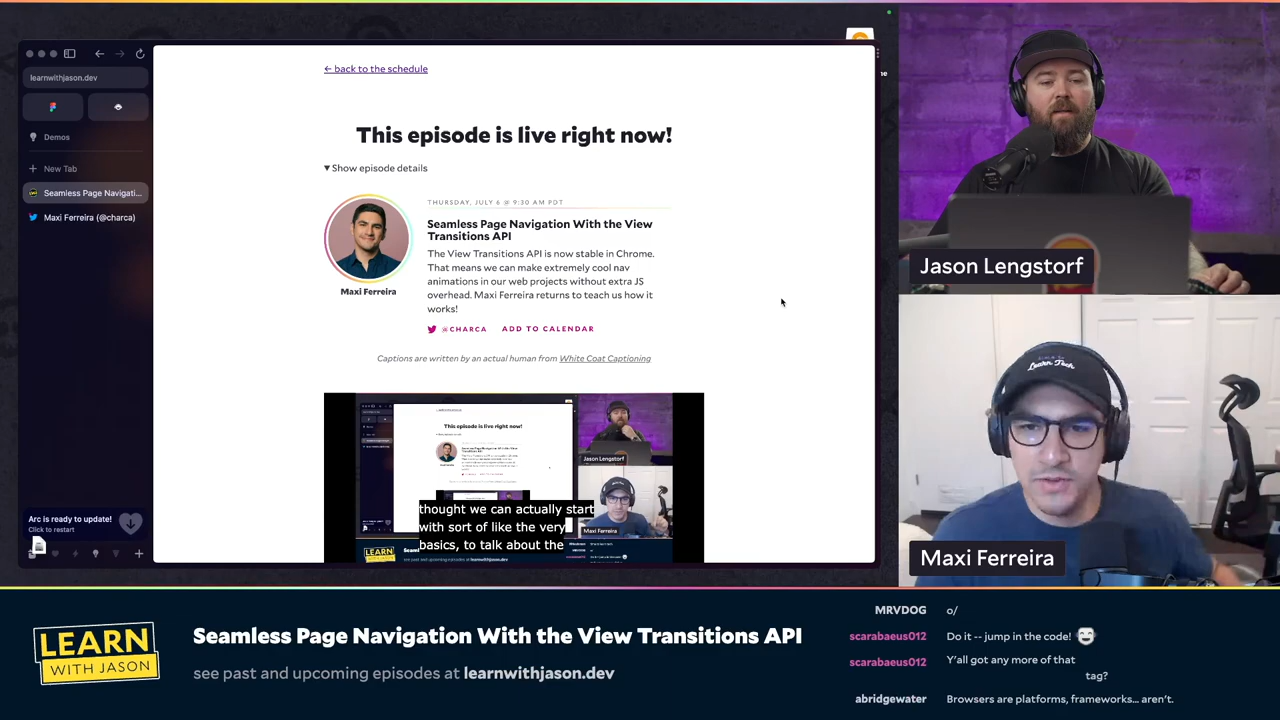 learnwithjason.dev
Demos
New Tab
Seamless Page Navigati...
Maxi Ferreira (@charca)
Arc is ready to update!
Click to restart
← back to the schedule
This episode is live right now!
▾ Show episode details
THURSDAY, JULY 6 @ 9:30 AM PDT
Seamless Page Navigation With the View
Transitions API
The View Transitions API is now stable in Chrome.
That means we can make extremely cool nav
animations in our web projects without extra JS
overhead. Maxi Ferreira returns to teach us how it
works!
Maxi Ferreira
@CHARCA ADD TO CALENDAR
Captions are written by an actual human from White Coat Captioning
This episode is live right now!
Jason Lengstorf
Maxi Ferreira
thought we can actually start
with sort of like the very
basics, to talk about the
LEARN
Jason Lengstorf
Learn Tech
Maxi Ferreira
LEARN
WITH JASON
Seamless Page Navigation With the View Transitions API
see past and upcoming episodes at learnwithjason.dev
MRVDOG o/
scarabaeus012 Do it -- jump in the code!
scarabaeus012 Y'all got any more of that
tag?
abridgewater Browsers are platforms, frameworks... aren't.